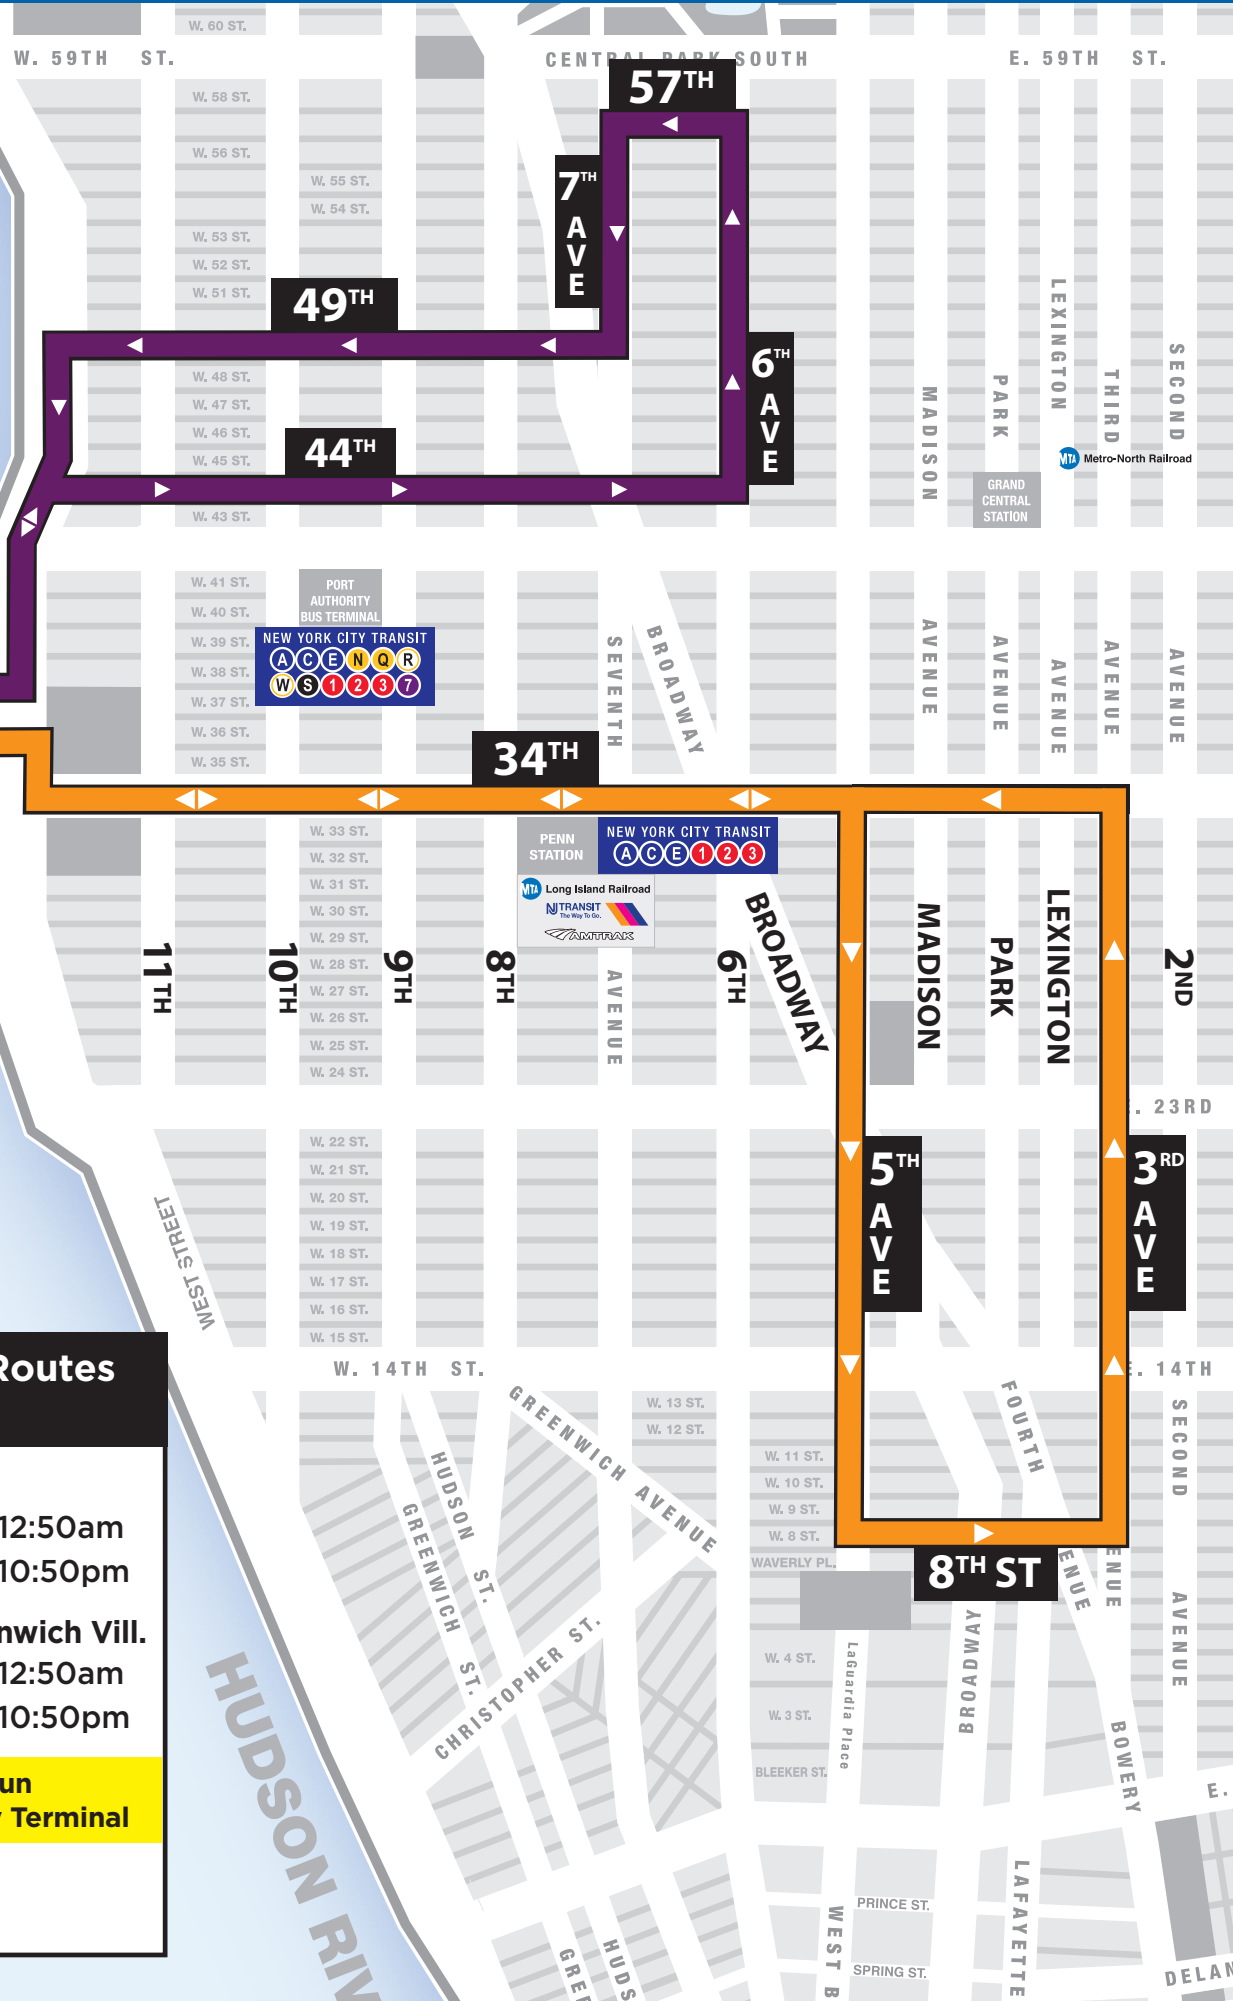 W. 60 ST.
W. 59TH ST.
CENTRAL PARK SOUTH
E. 59TH ST.
57TH
W. 58 ST.
W. 56 ST.
W. 55 ST.
W. 54 ST.
W. 53 ST.
W. 52 ST.
W. 51 ST.
7TH AVE
49TH
6TH AVE
W. 48 ST.
W. 47 ST.
W. 46 ST.
W. 45 ST.
44TH
W. 43 ST.
MADISON
PARK
LEXINGTON
THIRD
SECOND
MTA Metro-North Railroad
GRAND
CENTRAL
STATION
W. 41 ST.
W. 40 ST.
W. 39 ST.
W. 38 ST.
W. 37 ST.
W. 36 ST.
W. 35 ST.
PORT
AUTHORITY
BUS TERMINAL
NEW YORK CITY TRANSIT
A C E N Q R
W S 1 2 3 7
SEVENTH
BROADWAY
AVENUE
AVENUE
AVENUE
AVENUE
AVENUE
34TH
W. 33 ST.
W. 32 ST.
W. 31 ST.
W. 30 ST.
W. 29 ST.
W. 28 ST.
W. 27 ST.
W. 26 ST.
W. 25 ST.
W. 24 ST.
PENN
STATION
NEW YORK CITY TRANSIT
A C E 1 2 3
MTA Long Island Railroad
NJ TRANSIT
The Way To Go.
AMTRAK
11TH
10TH
9TH
8TH
AVENUE
6TH
BROADWAY
MADISON
PARK
LEXINGTON
2ND
E. 23RD
W. 22 ST.
W. 21 ST.
W. 20 ST.
W. 19 ST.
W. 18 ST.
W. 17 ST.
W. 16 ST.
W. 15 ST.
5TH AVE
3RD AVE
WEST STREET
W. 14TH ST.
E. 14TH
GREENWICH AVENUE
W. 13 ST.
W. 12 ST.
W. 11 ST.
W. 10 ST.
W. 9 ST.
W. 8 ST.
WAVERLY PL.
FOURTH
SECOND
HUDSON ST.
GREENWICH ST.
CHRISTOPHER ST.
8TH ST
ENUE
ENUE
AVENUE
W. 4 ST.
W. 3 ST.
BLEEKER ST.
LaGuardia Place
BROADWAY
BOWERY
E.
Routes
12:50am
10:50pm
nwich Vill.
12:50am
10:50pm
un
Terminal
HUDSON RIV
GREE
HUDS
WEST B
PRINCE ST.
SPRING ST.
LAFAYETTE
DELAN